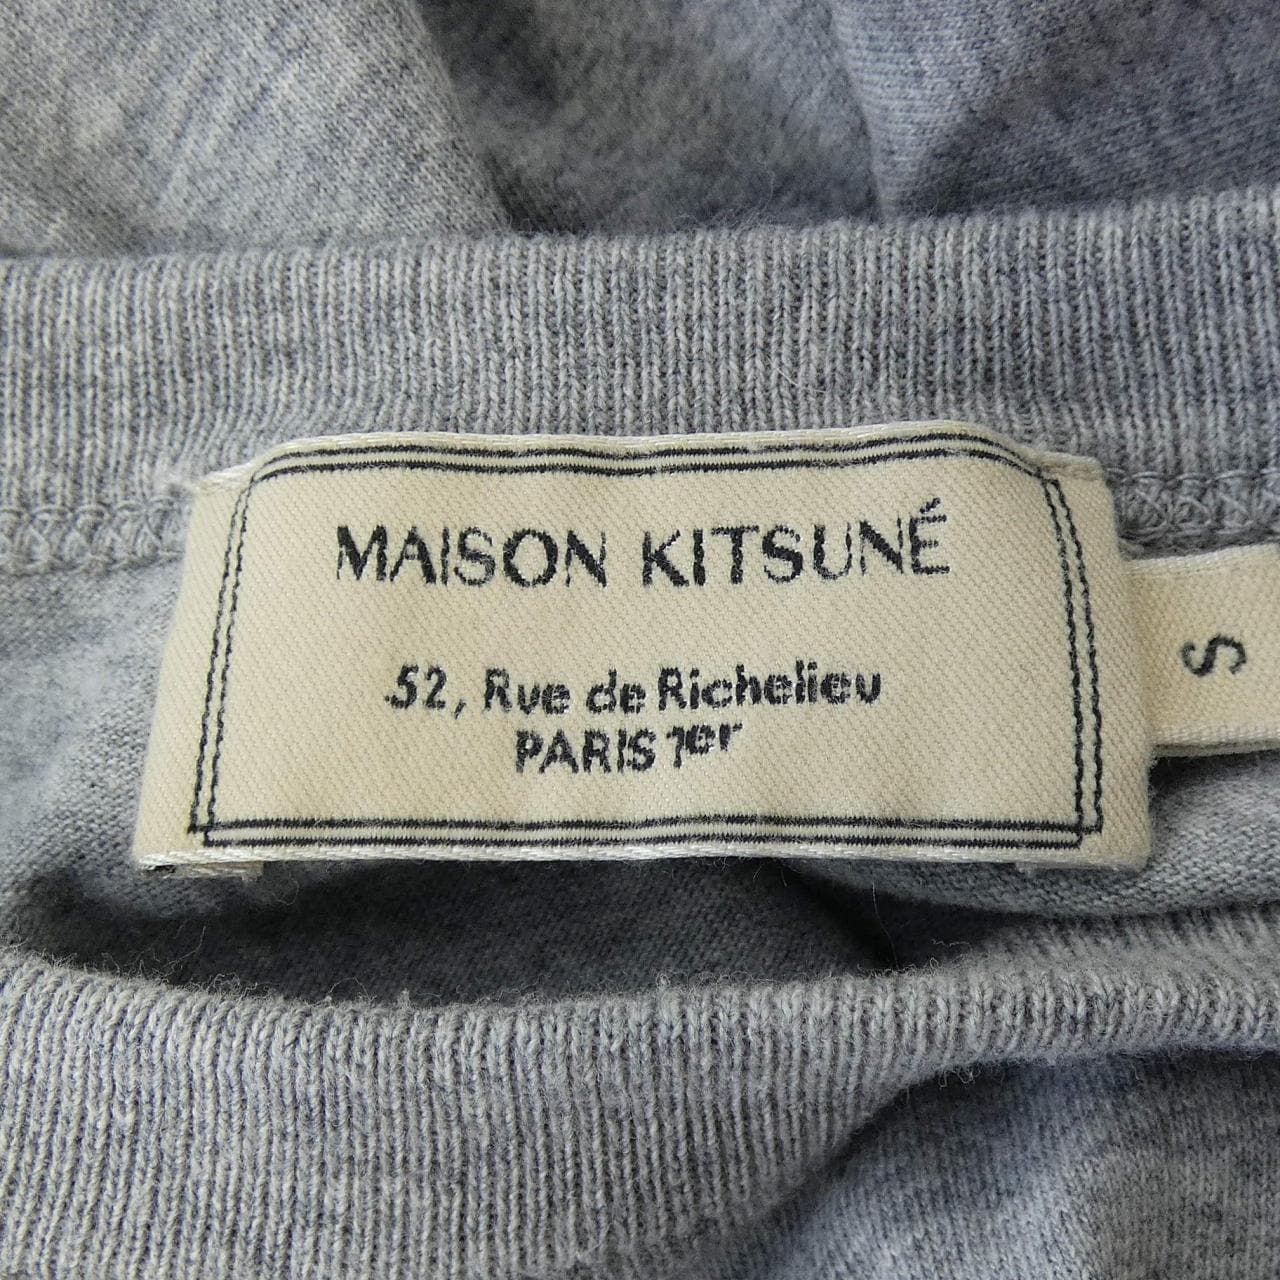 MAISON KITSUNÉ
52, Rue de Richelieu
PARIS 1er
S